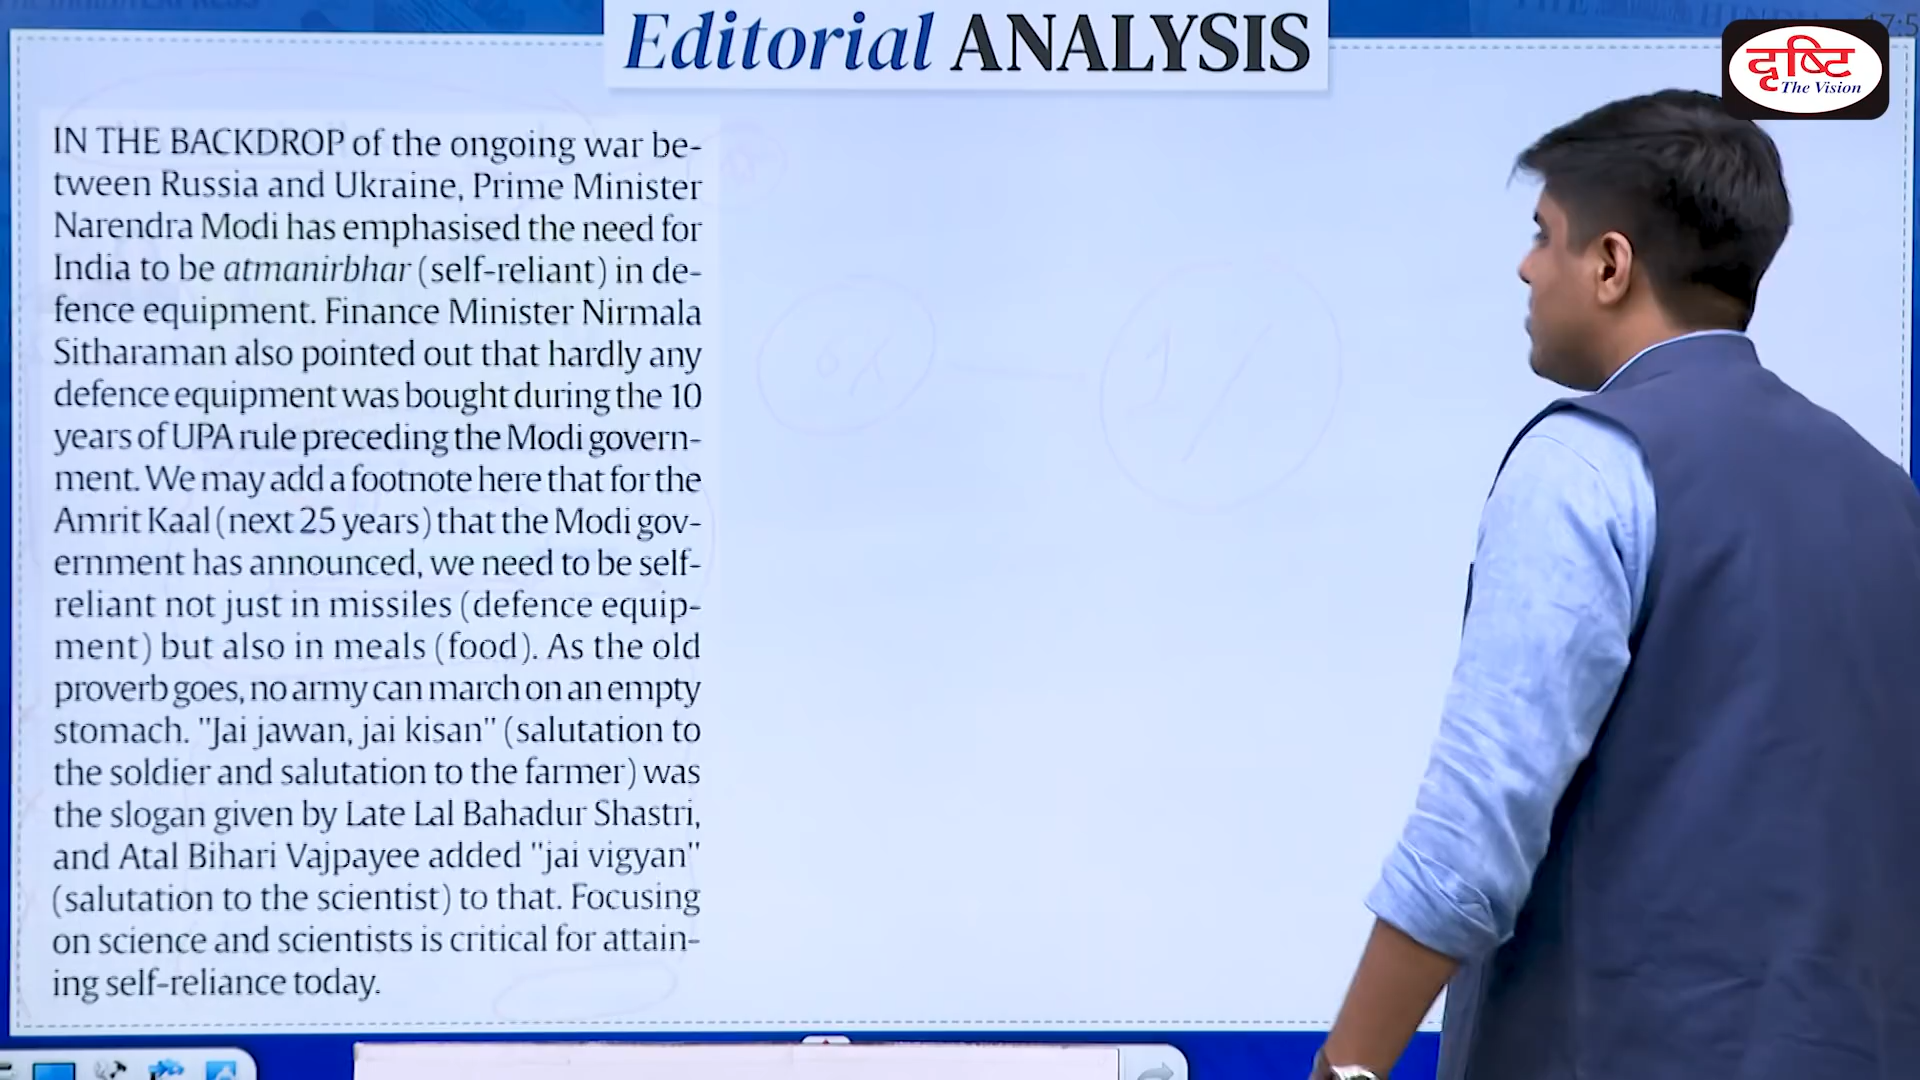 Editorial ANALYSIS
दृष्टि
The Vision
IN THE BACKDROP of the ongoing war be-
tween Russia and Ukraine, Prime Minister
Narendra Modi has emphasised the need for
India to be atmanirbhar (self-reliant) in de-
fence equipment. Finance Minister Nirmala
Sitharaman also pointed out that hardly any
defence equipment was bought during the 10
years of UPA rule preceding the Modi govern-
ment. We may add a footnote here that for the
Amrit Kaal (next 25 years) that the Modi gov-
ernment has announced, we need to be self-
reliant not just in missiles (defence equip-
ment) but also in meals (food). As the old
proverb goes, no army can march on an empty
stomach. "Jai jawan, jai kisan" (salutation to
the soldier and salutation to the farmer) was
the slogan given by Late Lal Bahadur Shastri,
and Atal Bihari Vajpayee added "jai vigyan"
(salutation to the scientist) to that. Focusing
on science and scientists is critical for attain-
ing self-reliance today.